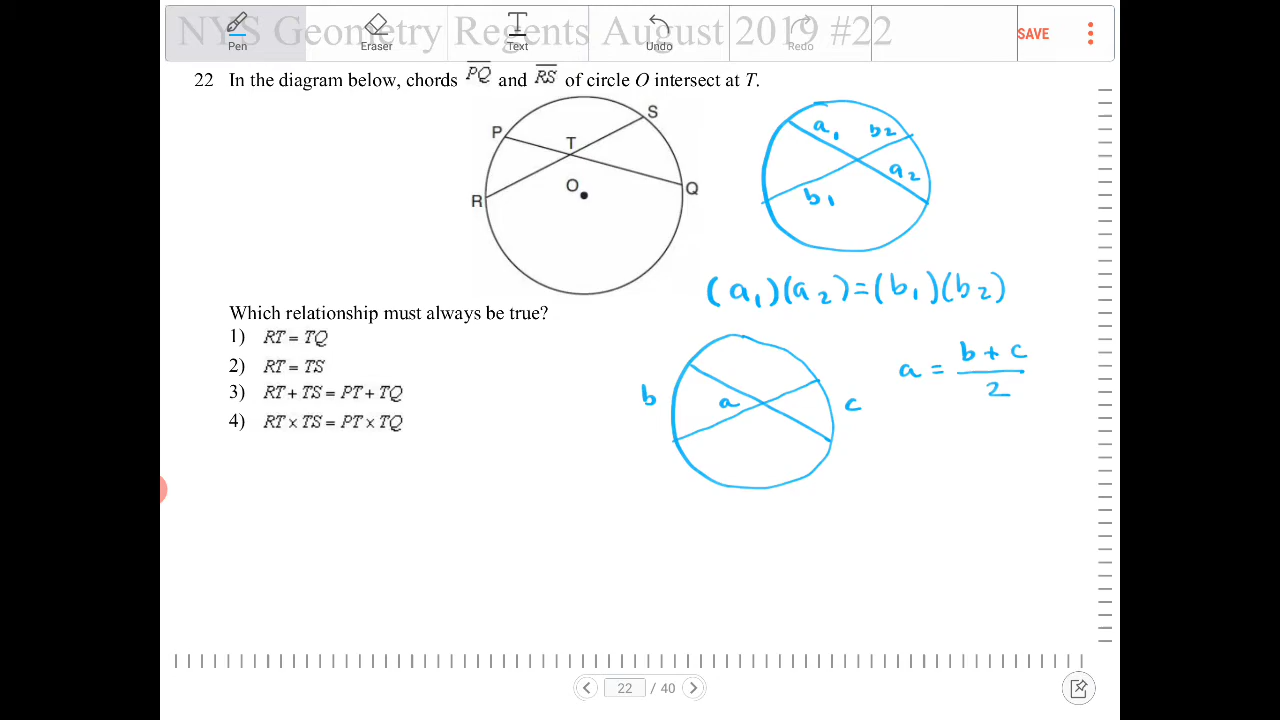 NYS Geometry Regents August 2019 #22
Pen
Eraser
Text
Undo
Redo
SAVE
22 In the diagram below, chords PQ and RS of circle O intersect at T.
S
P
T
O
Q
R
a₁ b₂
a₂
b₁
(a₁)(a₂)=(b₁)(b₂)
Which relationship must always be true?
1) RT = TQ
2) RT = TS
3) RT + TS = PT + TQ
4) RT × TS = PT × TQ
b a c
a = b + c
2
22 / 40